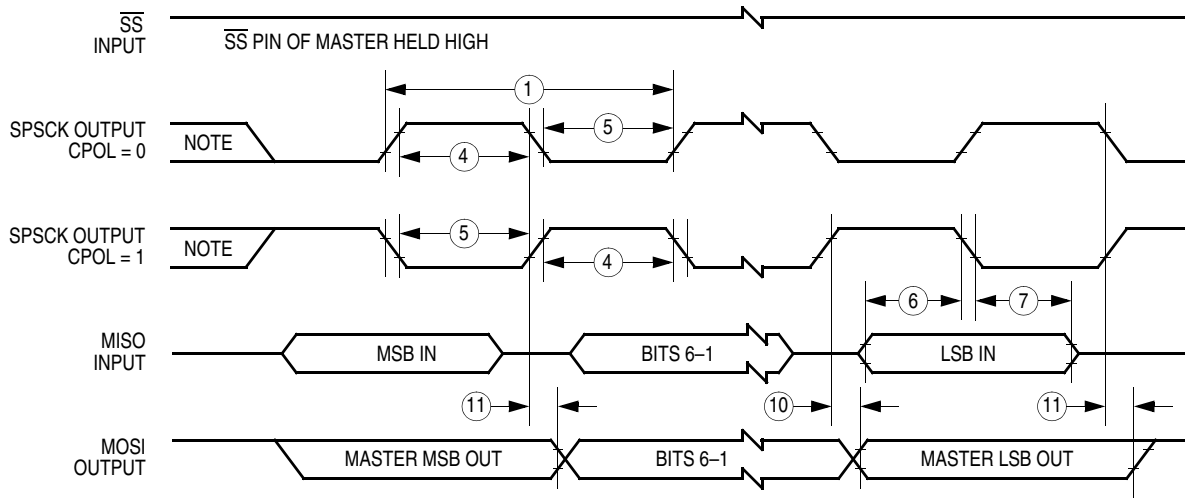 SS
INPUT
SS PIN OF MASTER HELD HIGH
1
SPSCK OUTPUT
CPOL = 0
NOTE
4
5
SPSCK OUTPUT
CPOL = 1
NOTE
5
4
6
7
MISO
INPUT
MSB IN
BITS 6–1
LSB IN
11
10
11
MOSI
OUTPUT
MASTER MSB OUT
BITS 6–1
MASTER LSB OUT